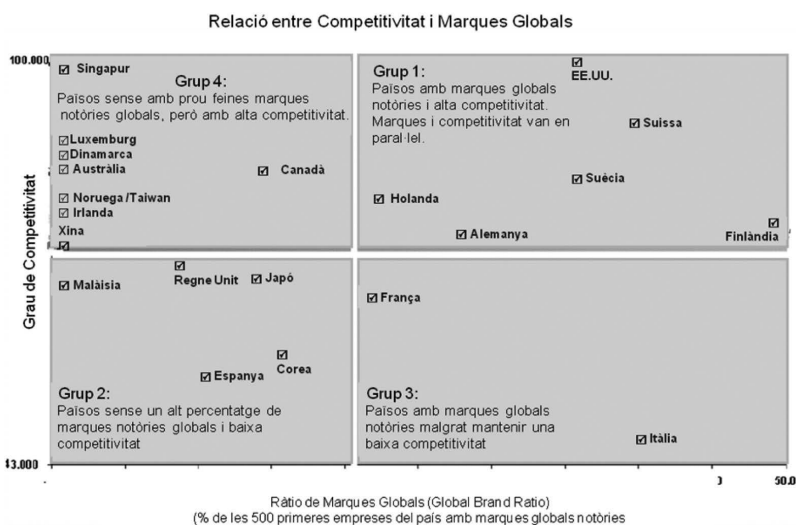 Relació entre Competitivitat i Marques Globals
100.000
Singapur
Grup 4:
Països sense amb prou feines marques
notòries globals, però amb alta competitivitat.
Luxemburg
Dinamarca
Austràlia
Canadà
Noruega /Taiwan
Irlanda
Xina
Grup 1:
Països amb marques globals
notòries i alta competitivitat.
Marques i competitivitat van en
paral·lel.
EE.UU.
Suissa
Suècia
Holanda
Alemanya
Finlàndia
Grau de Competitivitat
Malàisia
Regne Unit
Japó
Corea
Espanya
Grup 2:
Països sense un alt percentatge de
marques notòries globals i baixa
competitivitat
França
Grup 3:
Països amb marques globals
notòries malgrat mantenir una
baixa competitivitat
Itàlia
43.000
50.0
Ràtio de Marques Globals (Global Brand Ratio)
(% de les 500 primeres empreses del país amb marques globals notòries